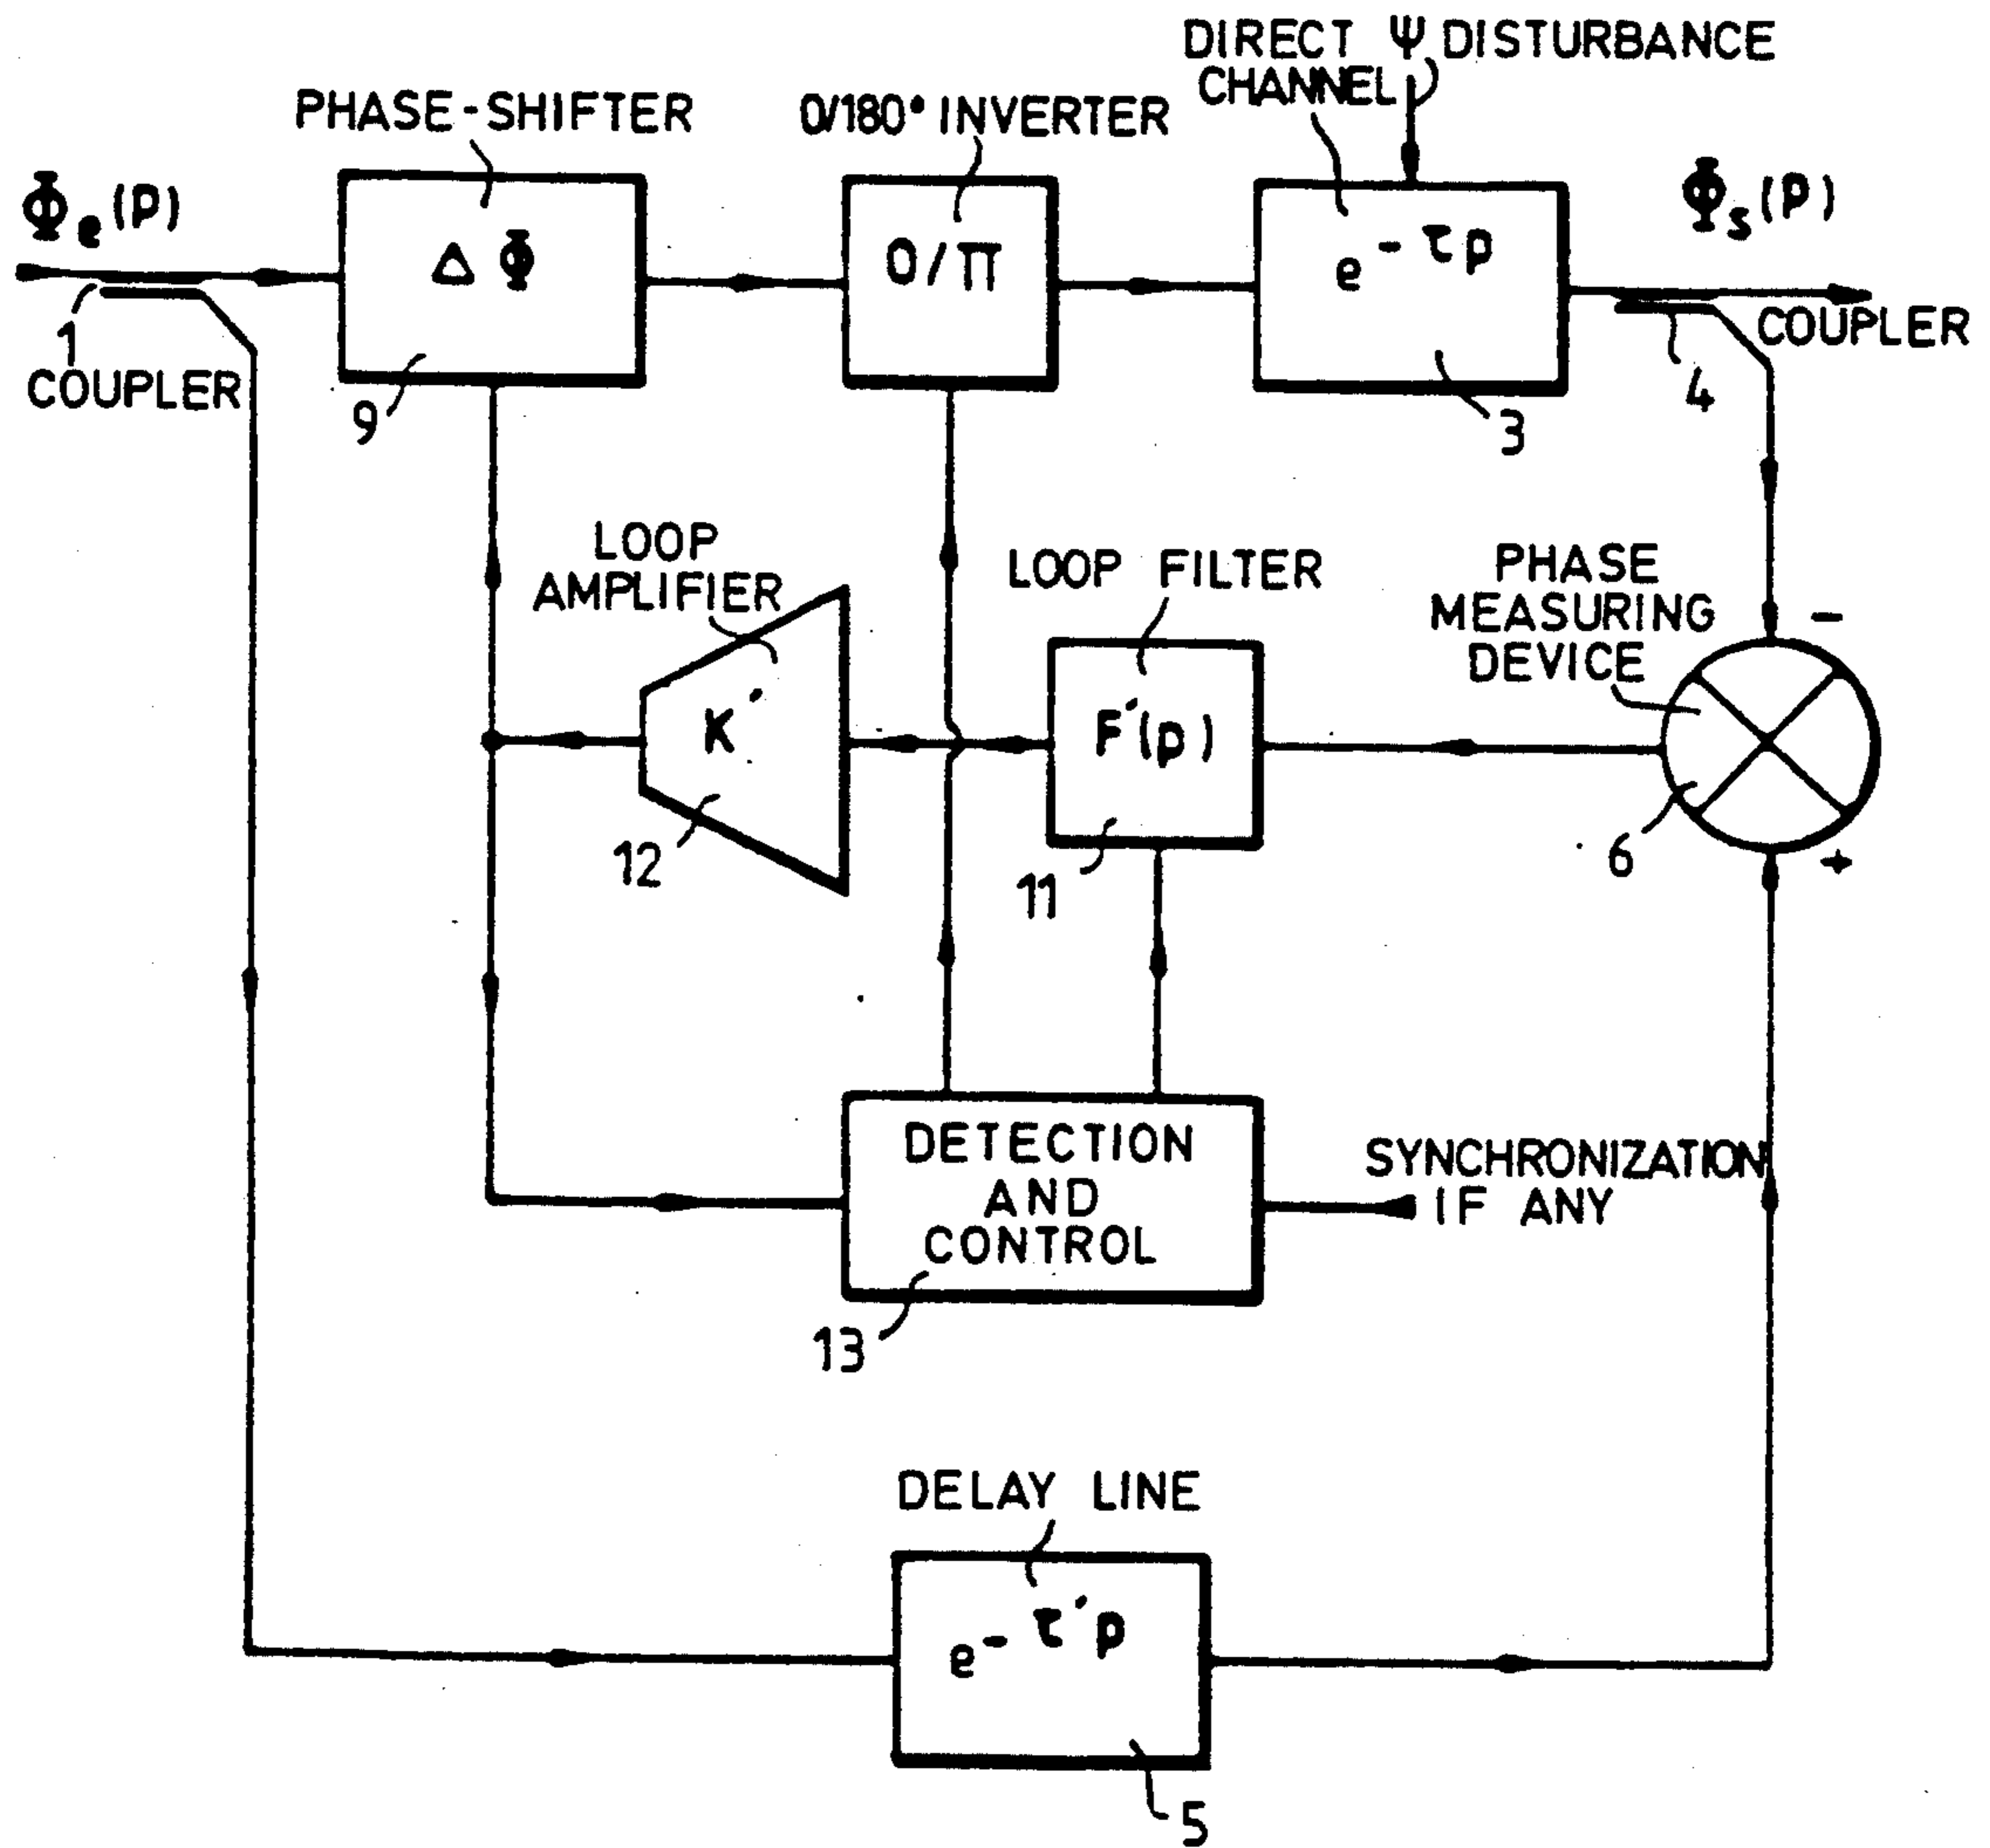 DIRECT Ψ DISTURBANCE
CHANNEL
PHASE-SHIFTER
0/180° INVERTER
Φe(p)
Φs(p)
Δ Φ
0/Π
e^-τp
1
COUPLER
COUPLER
9
3
4
LOOP
AMPLIFIER
LOOP FILTER
PHASE
MEASURING
DEVICE
-
K'
F'(p)
12
11
6
+
DETECTION
AND
CONTROL
SYNCHRONIZATION
IF ANY
13
DELAY LINE
e^-τ'p
5